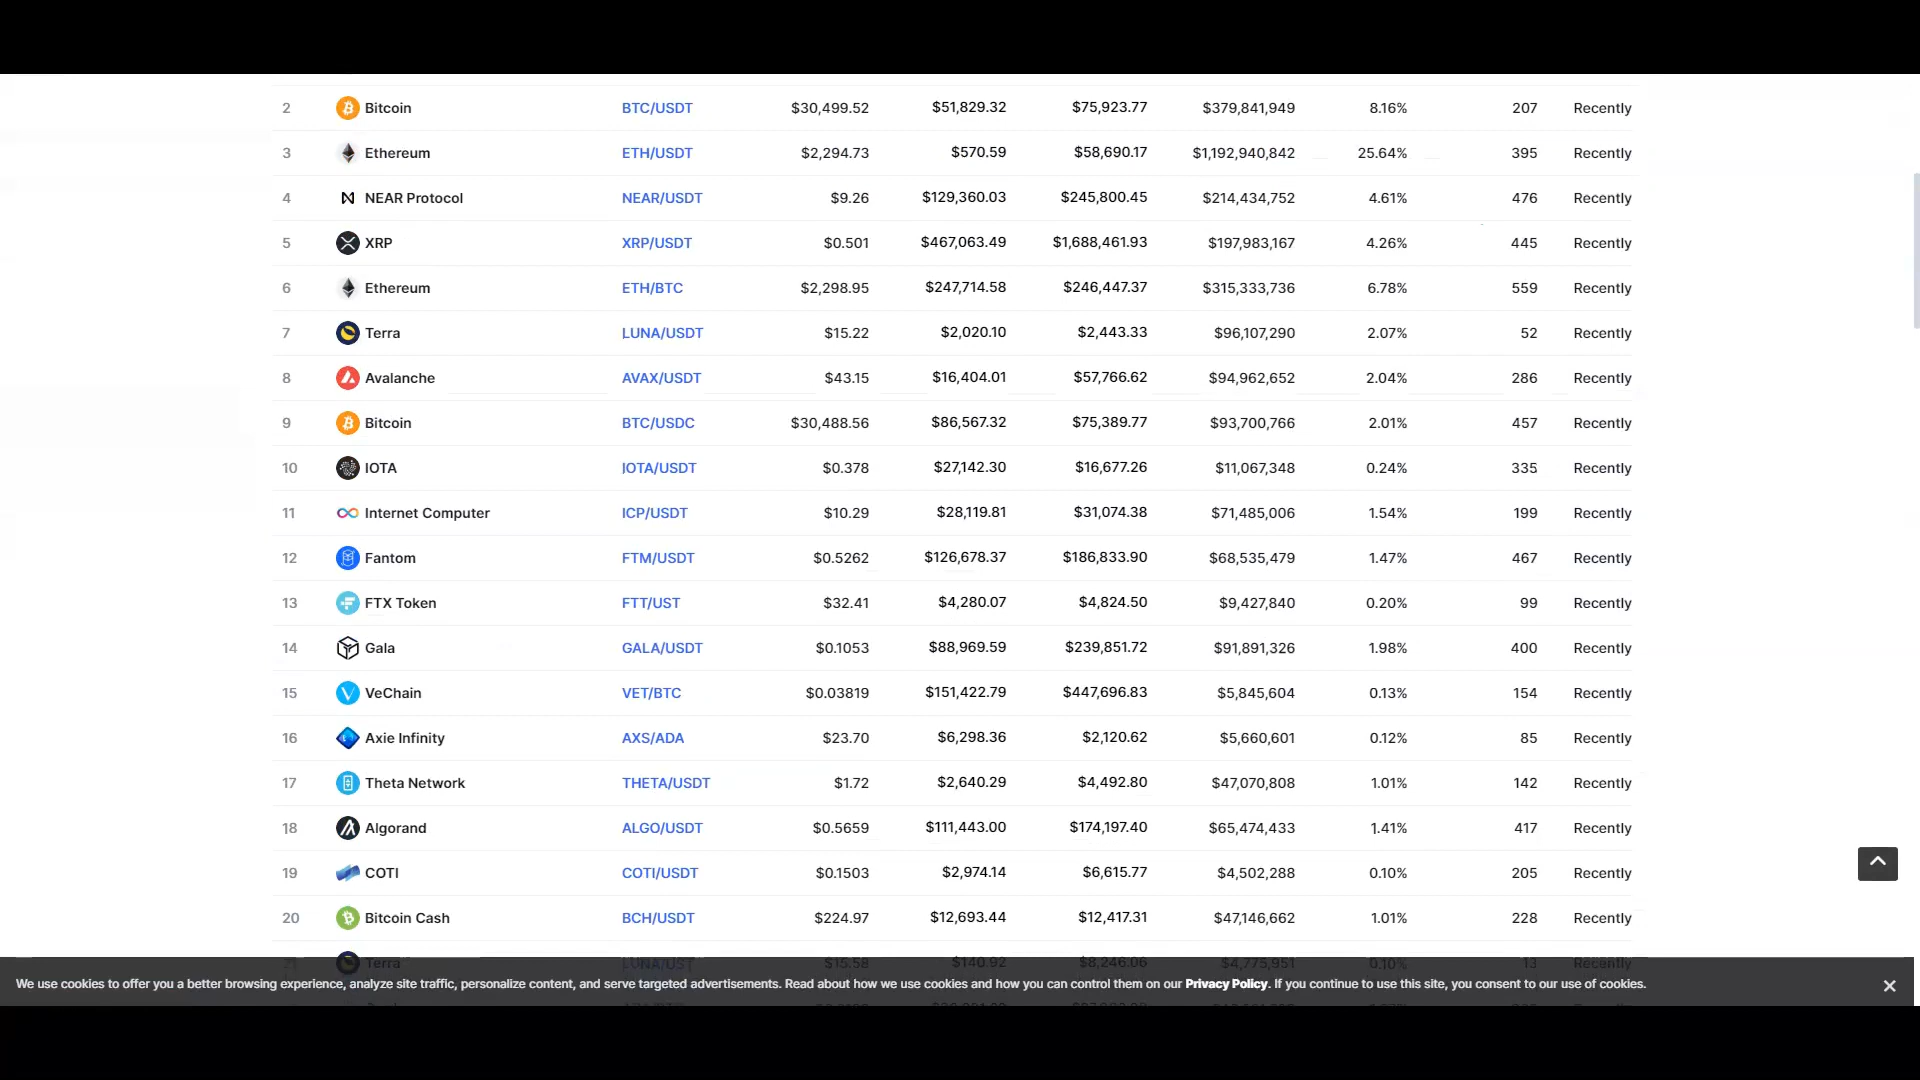 2 Bitcoin BTC/USDT $30,499.52 $51,829.32 $75,923.77 $379,841,949 8.16% 207 Recently
3 Ethereum ETH/USDT $2,294.73 $570.59 $58,690.17 $1,192,940,842 25.64% 395 Recently
4 NEAR Protocol NEAR/USDT $9.26 $129,360.03 $245,800.45 $214,434,752 4.61% 476 Recently
5 XRP XRP/USDT $0.501 $467,063.49 $1,688,461.93 $197,983,167 4.26% 445 Recently
6 Ethereum ETH/BTC $2,298.95 $247,714.58 $246,447.37 $315,333,736 6.78% 559 Recently
7 Terra LUNA/USDT $15.22 $2,020.10 $2,443.33 $96,107,290 2.07% 52 Recently
8 Avalanche AVAX/USDT $43.15 $16,404.01 $57,766.62 $94,962,652 2.04% 286 Recently
9 Bitcoin BTC/USDC $30,488.56 $86,567.32 $75,389.77 $93,700,766 2.01% 457 Recently
10 IOTA IOTA/USDT $0.378 $27,142.30 $16,677.26 $11,067,348 0.24% 335 Recently
11 Internet Computer ICP/USDT $10.29 $28,119.81 $31,074.38 $71,485,006 1.54% 199 Recently
12 Fantom FTM/USDT $0.5262 $126,678.37 $186,833.90 $68,535,479 1.47% 467 Recently
13 FTX Token FTT/UST $32.41 $4,280.07 $4,824.50 $9,427,840 0.20% 99 Recently
14 Gala GALA/USDT $0.1053 $88,969.59 $239,851.72 $91,891,326 1.98% 400 Recently
15 VeChain VET/BTC $0.03819 $151,422.79 $447,696.83 $5,845,604 0.13% 154 Recently
16 Axie Infinity AXS/ADA $23.70 $6,298.36 $2,120.62 $5,660,601 0.12% 85 Recently
17 Theta Network THETA/USDT $1.72 $2,640.29 $4,492.80 $47,070,808 1.01% 142 Recently
18 Algorand ALGO/USDT $0.5659 $111,443.00 $174,197.40 $65,474,433 1.41% 417 Recently
19 COTI COTI/USDT $0.1503 $2,974.14 $6,615.77 $4,502,288 0.10% 205 Recently
20 Bitcoin Cash BCH/USDT $224.97 $12,693.44 $12,417.31 $47,146,662 1.01% 228 Recently
21 Terra LUNA/UST $15.58 $140.92 $8,246.06 $4,775,951 0.10% 13 Recently
We use cookies to offer you a better browsing experience, analyze site traffic, personalize content, and serve targeted advertisements. Read about how we use cookies and how you can control them on our Privacy Policy. If you continue to use this site, you consent to our use of cookies.